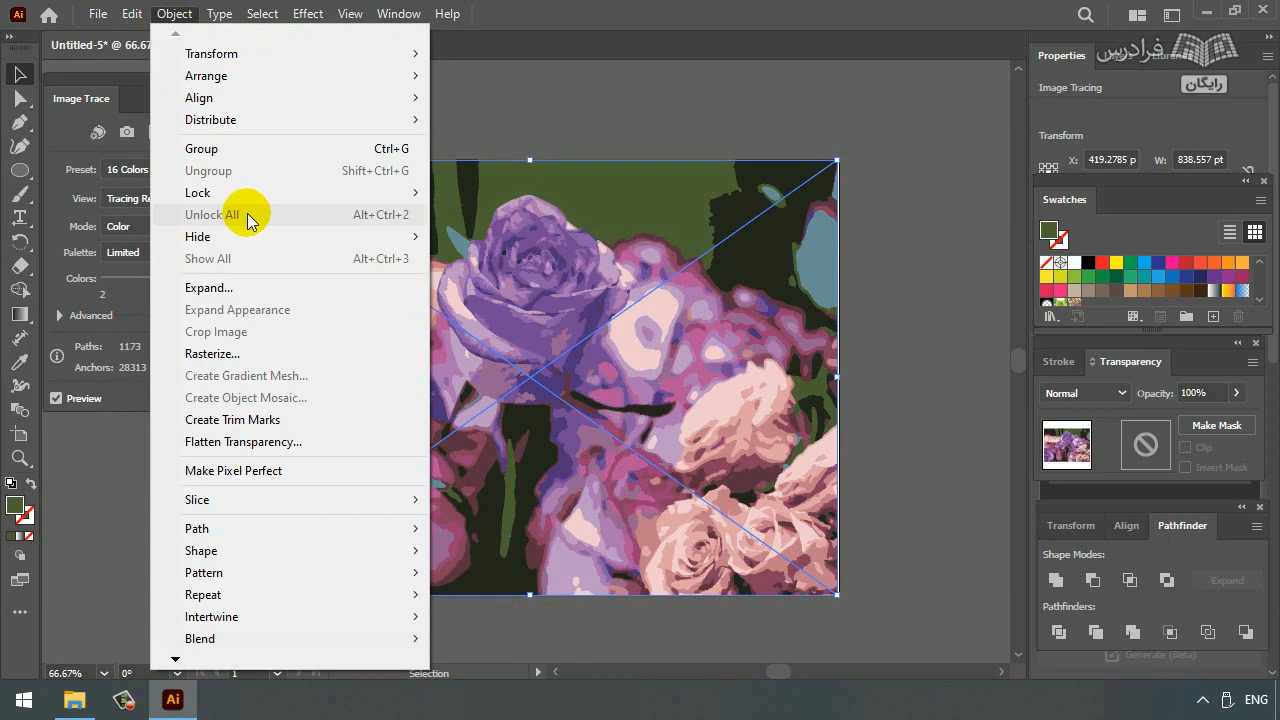 Ai File Edit Object Type Select Effect View Window Help
Untitled-5* @ 66.67
Image Trace
Preset: 16 Colors
View: Tracing Re
Mode: Color
Palette: Limited
Colors:
2
Advanced
Paths: 1173
Anchors: 28313
Preview
Transform
Arrange
Align
Distribute
Group Ctrl+G
Ungroup Shift+Ctrl+G
Lock
Unlock All Alt+Ctrl+2
Hide
Show All Alt+Ctrl+3
Expand...
Expand Appearance
Crop Image
Rasterize...
Create Gradient Mesh...
Create Object Mosaic...
Create Trim Marks
Flatten Transparency...
Make Pixel Perfect
Slice
Path
Shape
Pattern
Repeat
Intertwine
Blend
فرادرس
رایگان
Properties
Image Tracing
Transform
X: 419.2785 p W: 838.557 pt
Swatches
Stroke Transparency
Normal Opacity: 100%
Make Mask
Clip
Invert Mask
Transform Align Pathfinder
Shape Modes:
Expand
Pathfinders:
Generate (Beta)
66.67% 0° 1 Selection
Ai ENG